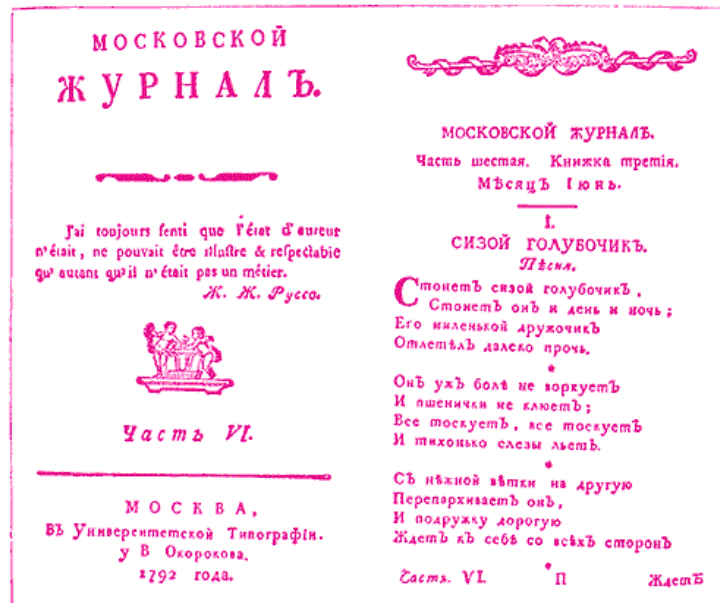 МОСКОВСКОЙ
ЖУРНАЛЪ.
J'ai toujours senti que l'état d'auteur
n'était, ne pouvait être illustre & respectable
qu'autant qu'il n'était pas un métier.
Ж. Ж. Руссо.
Часть VI.
МОСКВА,
Въ Университетской Типографіи.
у В Окорокова.
1792 года.
МОСКОВСКОЙ ЖУРНАЛЪ.
Часть шестая. Книжка третія.
Мѣсяцъ Іюнь.
I.
СИЗОЙ ГОЛУБОЧИКЪ.
Пѣсня.
Стонетъ сизой голубочикъ,
Стонетъ онъ и день и ночь;
Его миленькой дружочикъ
Отлетѣлъ далеко прочь.
*
Онъ ужъ болѣ не воркуетъ
И пшенички не клюетъ;
Все тоскуетъ, все тоскуетъ
И тихонько слезы льетъ.
*
Съ нѣжной вѣтки на другую
Перепархиваетъ онъ,
И подружку дорогую
Ждетъ къ себѣ со всѣхъ сторонъ
*
Часть. VI. П Ждетъ